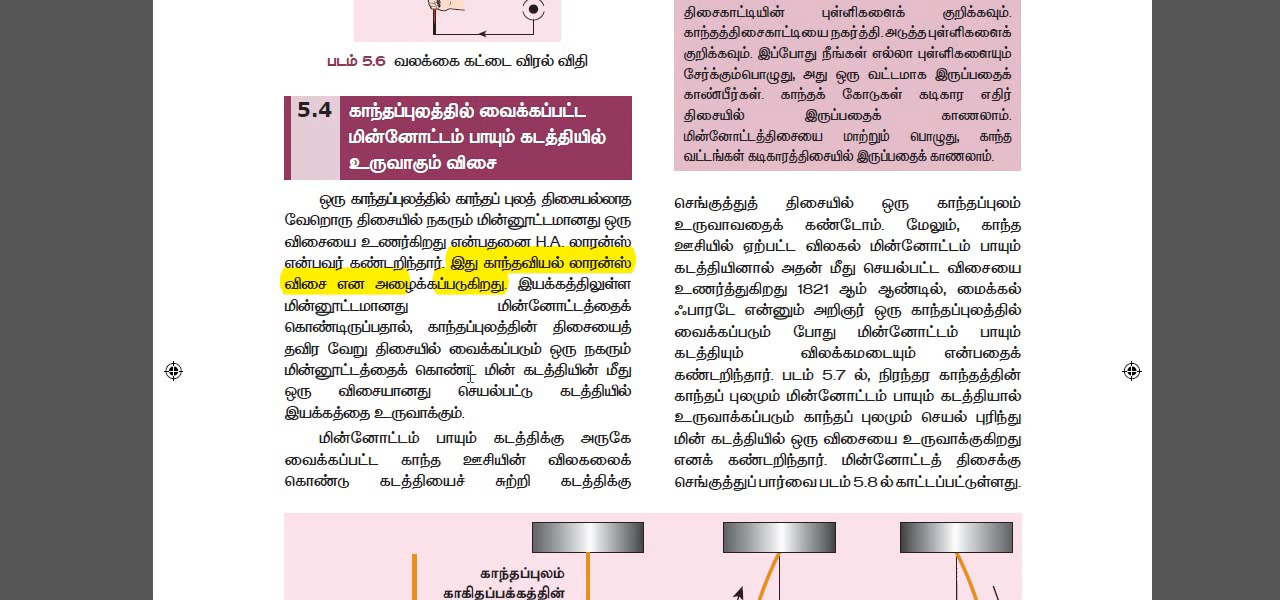 படம் 5.6 வலக்கை கட்டை விரல் விதி
5.4 காந்தப்புலத்தில் வைக்கப்பட்ட
மின்னோட்டம் பாயும் கடத்தியில்
உருவாகும் விசை
ஒரு காந்தப்புலத்தில் காந்தப் புலத் திசையல்லாத
வேறொரு திசையில் நகரும் மின்னூட்டமானது ஒரு
விசையை உணர்கிறது என்பதனை H.A. லாரன்ஸ்
என்பவர் கண்டறிந்தார். இது காந்தவியல் லாரன்ஸ்
விசை என அழைக்கப்படுகிறது. இயக்கத்திலுள்ள
மின்னூட்டமானது மின்னோட்டத்தைக்
கொண்டிருப்பதால், காந்தப்புலத்தின் திசையைத்
தவிர வேறு திசையில் வைக்கப்படும் ஒரு நகரும்
மின்னூட்டத்தைக் கொண்ட மின் கடத்தியின் மீது
ஒரு விசையானது செயல்பட்டு கடத்தியில்
இயக்கத்தை உருவாக்கும்.
மின்னோட்டம் பாயும் கடத்திக்கு அருகே
வைக்கப்பட்ட காந்த ஊசியின் விலகலைக்
கொண்டு கடத்தியைச் சுற்றி கடத்திக்கு
திசைகாட்டியின் புள்ளிகளைக் குறிக்கவும்.
காந்தத்திசைகாட்டியை நகர்த்தி. அடுத்த புள்ளிகளைக்
குறிக்கவும். இப்போது நீங்கள் எல்லா புள்ளிகளையும்
சேர்க்கும்பொழுது, அது ஒரு வட்டமாக இருப்பதைக்
காண்பீர்கள். காந்தக் கோடுகள் கடிகார எதிர்
திசையில் இருப்பதைக் காணலாம்.
மின்னோட்டத்திசையை மாற்றும் பொழுது, காந்த
வட்டங்கள் கடிகாரத்திசையில் இருப்பதைக் காணலாம்.
செங்குத்துத் திசையில் ஒரு காந்தப்புலம்
உருவாவதைக் கண்டோம். மேலும், காந்த
ஊசியில் ஏற்பட்ட விலகல் மின்னோட்டம் பாயும்
கடத்தியினால் அதன் மீது செயல்பட்ட விசையை
உணர்த்துகிறது 1821 ஆம் ஆண்டில், மைக்கல்
ஃபாரடே என்னும் அறிஞர் ஒரு காந்தப்புலத்தில்
வைக்கப்படும் போது மின்னோட்டம் பாயும்
கடத்தியும் விலக்கமடையும் என்பதைக்
கண்டறிந்தார். படம் 5.7 ல், நிரந்தர காந்தத்தின்
காந்தப் புலமும் மின்னோட்டம் பாயும் கடத்தியால்
உருவாக்கப்படும் காந்தப் புலமும் செயல் புரிந்து
மின் கடத்தியில் ஒரு விசையை உருவாக்குகிறது
எனக் கண்டறிந்தார். மின்னோட்டத் திசைக்கு
செங்குத்துப் பார்வை படம் 5.8 ல் காட்டப்பட்டுள்ளது.
காந்தப்புலம்
காகிதப்பக்கத்தின்